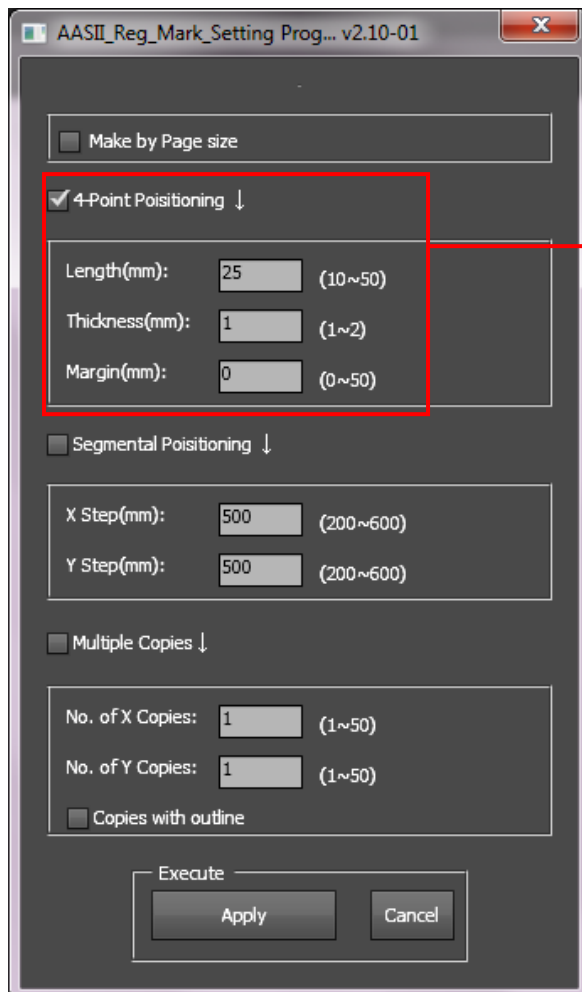 AASII_Reg_Mark_Setting Prog... v2.10-01
Make by Page size
4-Point Poisitioning ↓
Length(mm): 25 (10~50)
Thickness(mm): 1 (1~2)
Margin(mm): 0 (0~50)
Segmental Poisitioning ↓
X Step(mm): 500 (200~600)
Y Step(mm): 500 (200~600)
Multiple Copies ↓
No. of X Copies: 1 (1~50)
No. of Y Copies: 1 (1~50)
Copies with outline
Execute
Apply Cancel